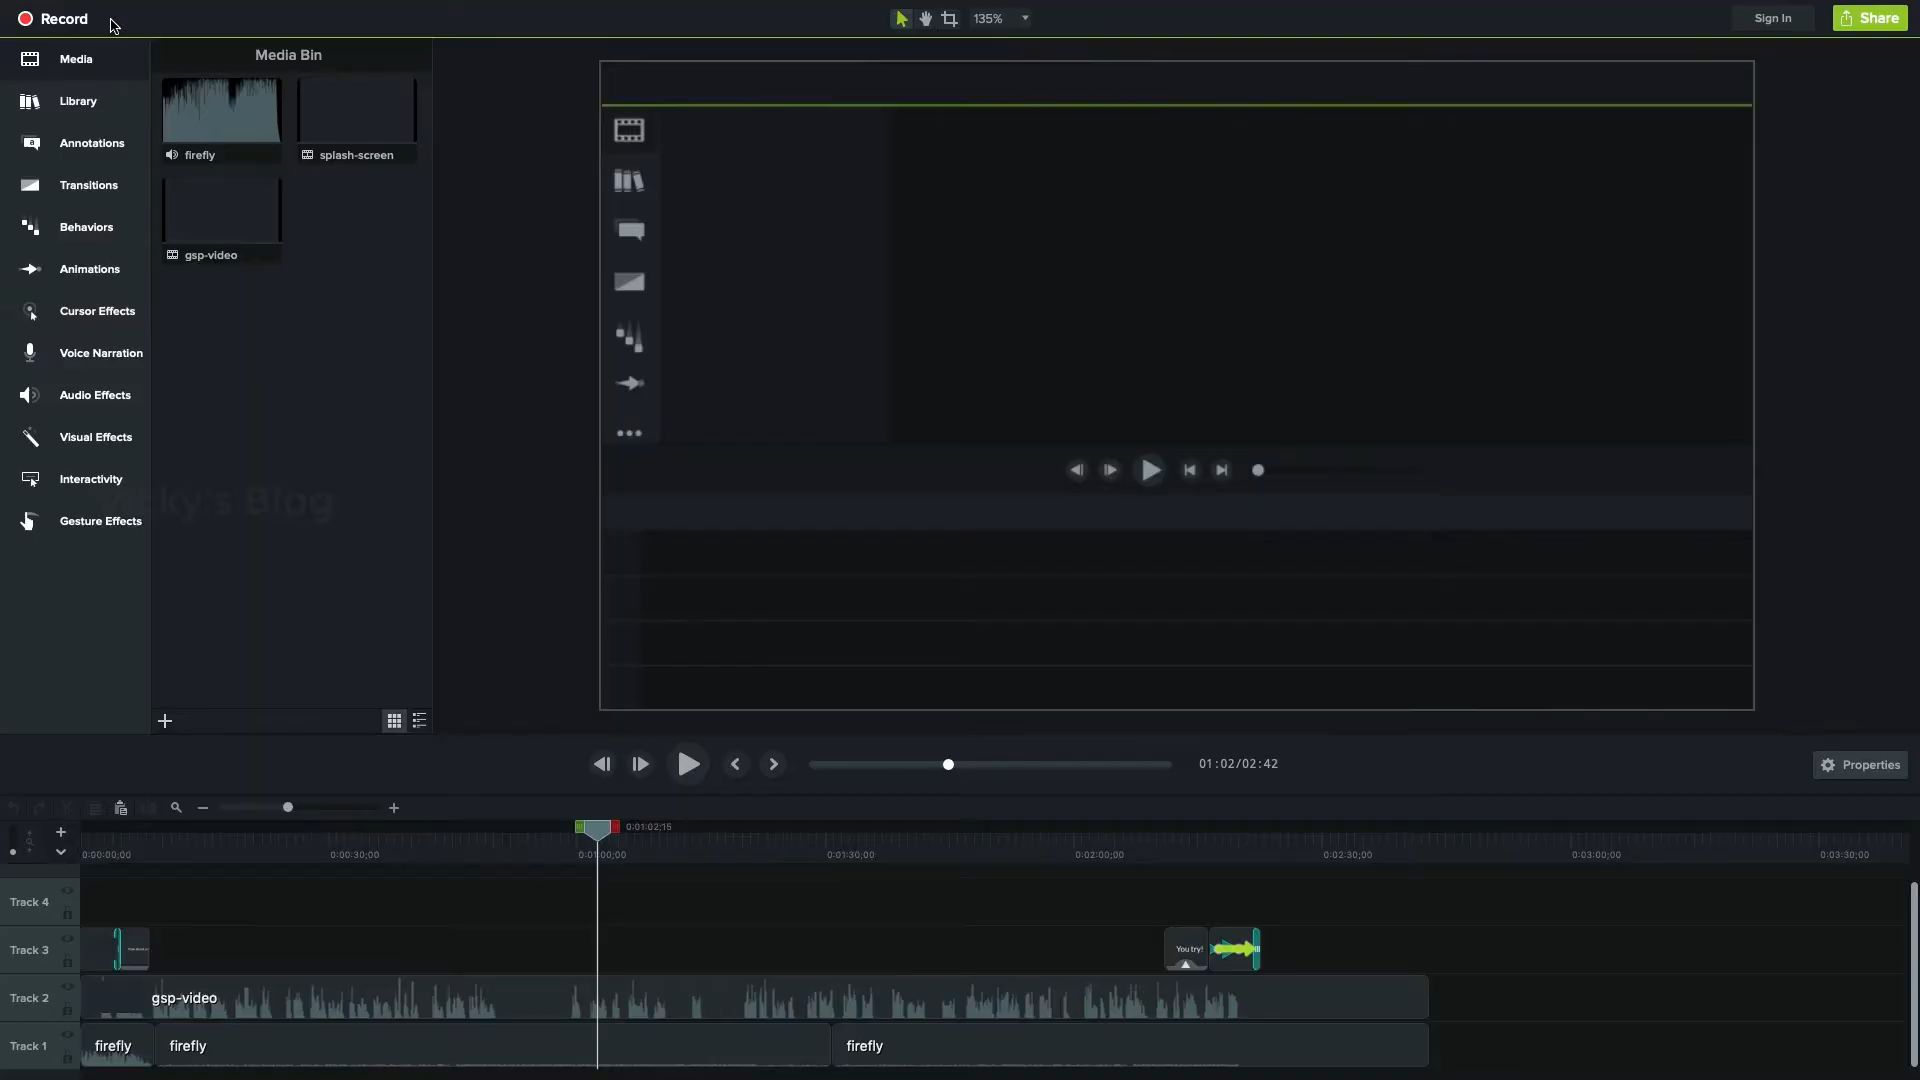 Record
135%
Sign In
Share
Media
Library
Annotations
Transitions
Behaviors
Animations
Cursor Effects
Voice Narration
Audio Effects
Visual Effects
Interactivity
Gesture Effects
Media Bin
firefly
splash-screen
gsp-video
ky's Blog
01:02/02:42
Properties
0:01:02;15
0:00:00;00
0:00:30;00
0:01:00;00
0:01:30;00
0:02:00;00
0:02:30;00
0:03:00;00
0:03:30;00
Track 4
Track 3
You try!
Track 2
gsp-video
Track 1
firefly
firefly
firefly